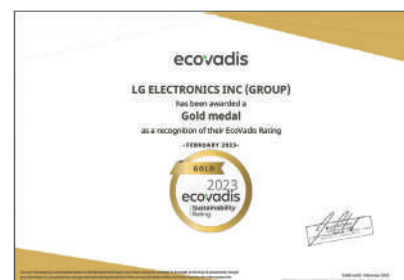 ecovadis
LG ELECTRONICS INC (GROUP)
has been awarded a
Gold medal
as a recognition of their EcoVadis Rating
- FEBRUARY 2023 -
GOLD
2023
ecovadis
Sustainability
Rating